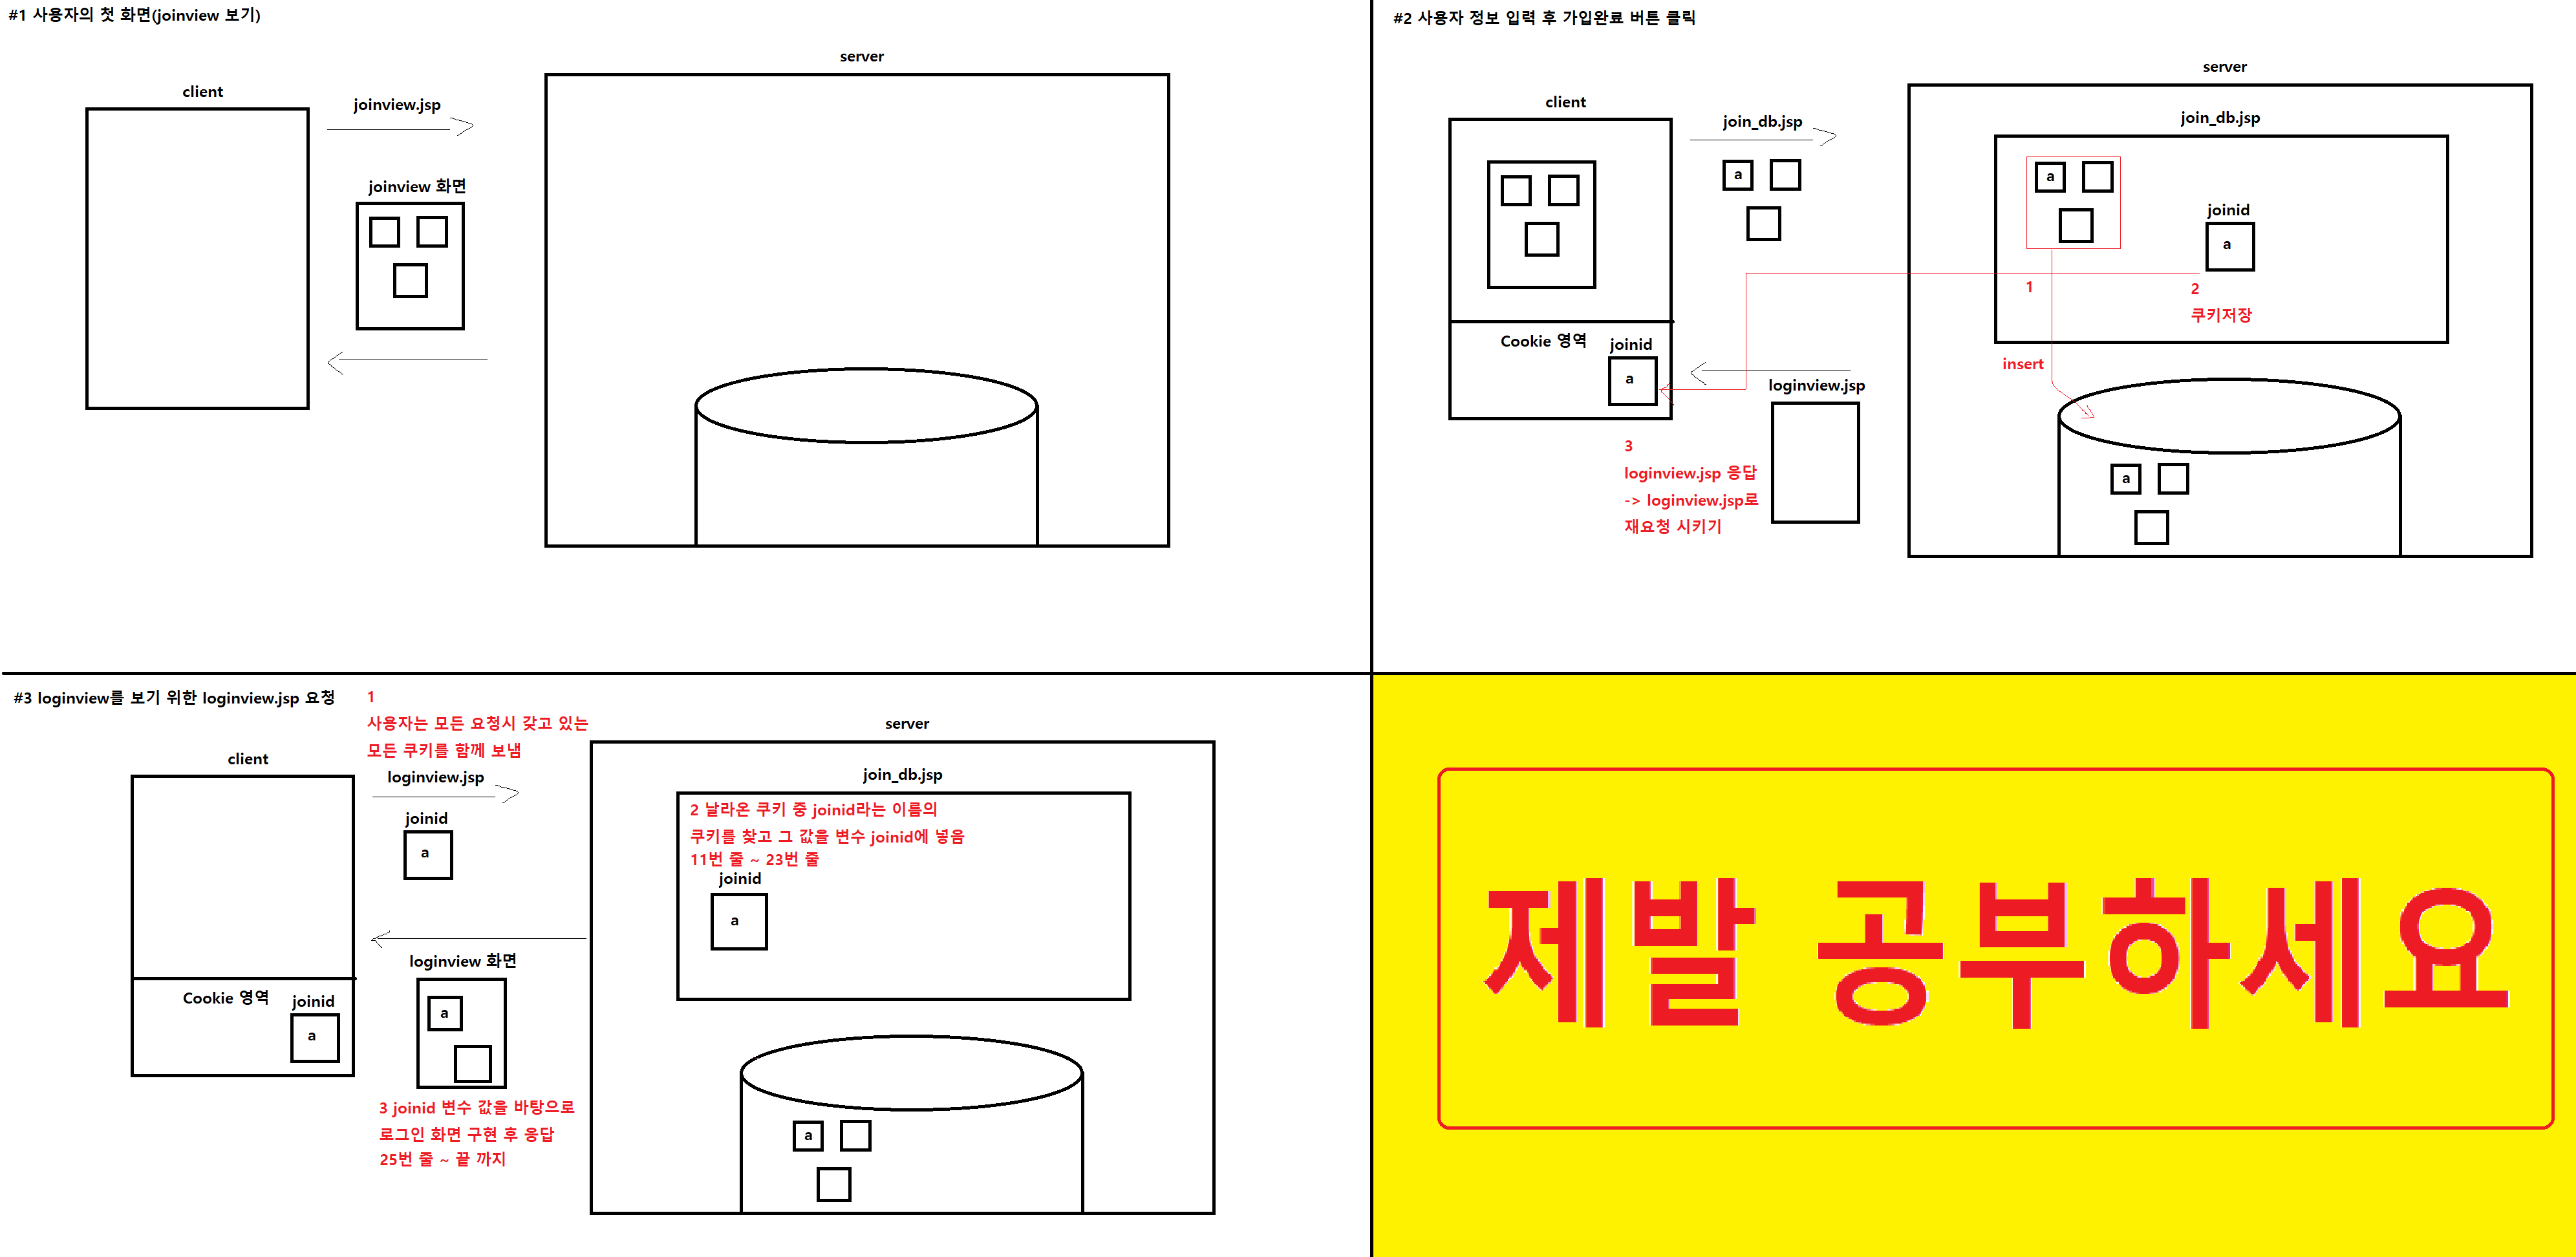 #1 사용자의 첫 화면(joinview 보기)
server
client
joinview.jsp
joinview 화면
#2 사용자 정보 입력 후 가입완료 버튼 클릭
server
client
join_db.jsp
join_db.jsp
a
a
joinid
a
1
2
쿠키저장
Cookie 영역
joinid
a
insert
loginview.jsp
3
loginview.jsp 응답
-> loginview.jsp로
재요청 시키기
a
#3 loginview를 보기 위한 loginview.jsp 요청
1
사용자는 모든 요청시 갖고 있는
모든 쿠키를 함께 보냄
server
client
loginview.jsp
join_db.jsp
joinid
a
2 날라온 쿠키 중 joinid라는 이름의
쿠키를 찾고 그 값을 변수 joinid에 넣음
11번 줄 ~ 23번 줄
joinid
a
loginview 화면
a
Cookie 영역
joinid
a
3 joinid 변수 값을 바탕으로
로그인 화면 구현 후 응답
25번 줄 ~ 끝 까지
a
제발 공부하세요